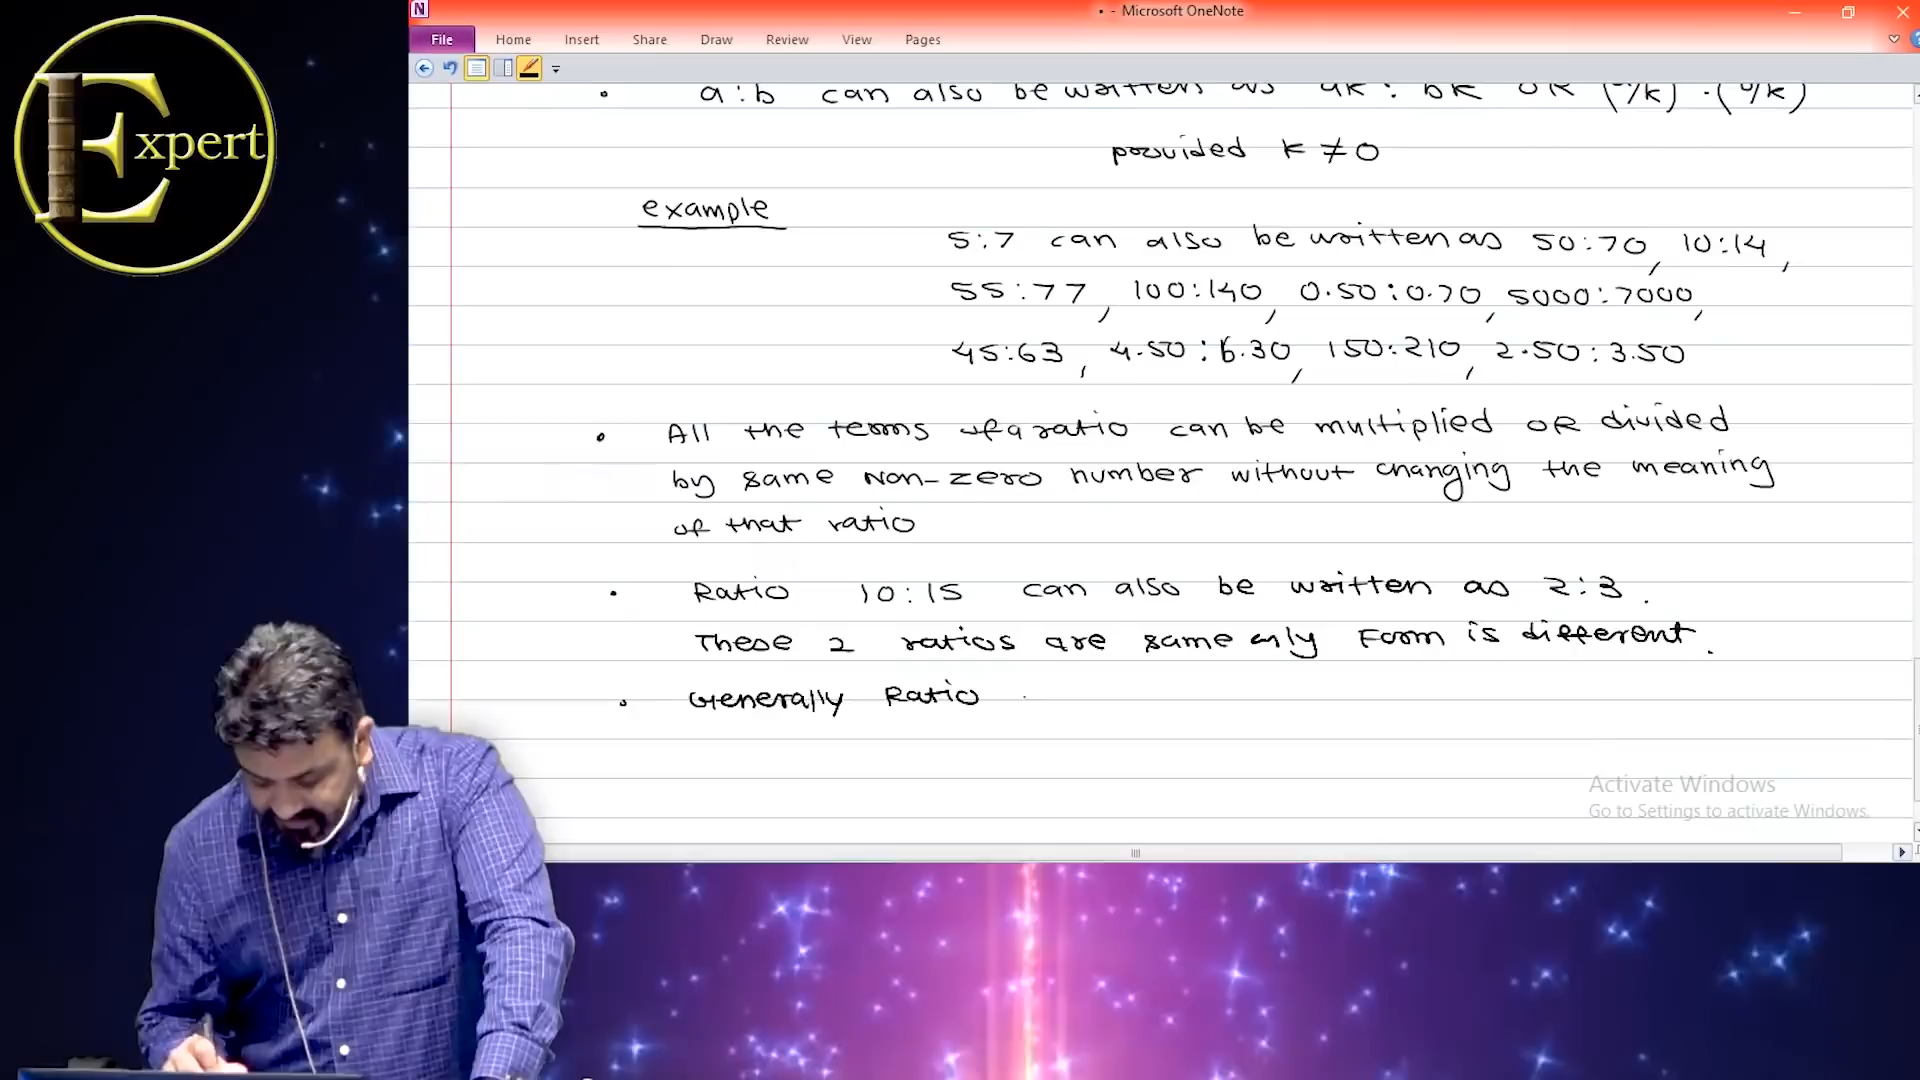 Expert
- Microsoft OneNote
File Home Insert Share Draw Review View Pages
• a:b can also be written as ak : bk OR (a/k) : (b/k)
provided k ≠ 0
example
5:7 can also be written as 50:70, 10:14,
55:77, 100:140, 0.50:0.70, 5000:7000,
45:63, 4.50:6.30, 150:210, 2.50:3.50
• All the terms of a ratio can be multiplied OR divided
by same Non-zero number without changing the meaning
of that ratio
• Ratio 10:15 can also be written as 2:3.
These 2 ratios are same only Form is different.
• Generally Ratio
Activate Windows
Go to Settings to activate Windows.